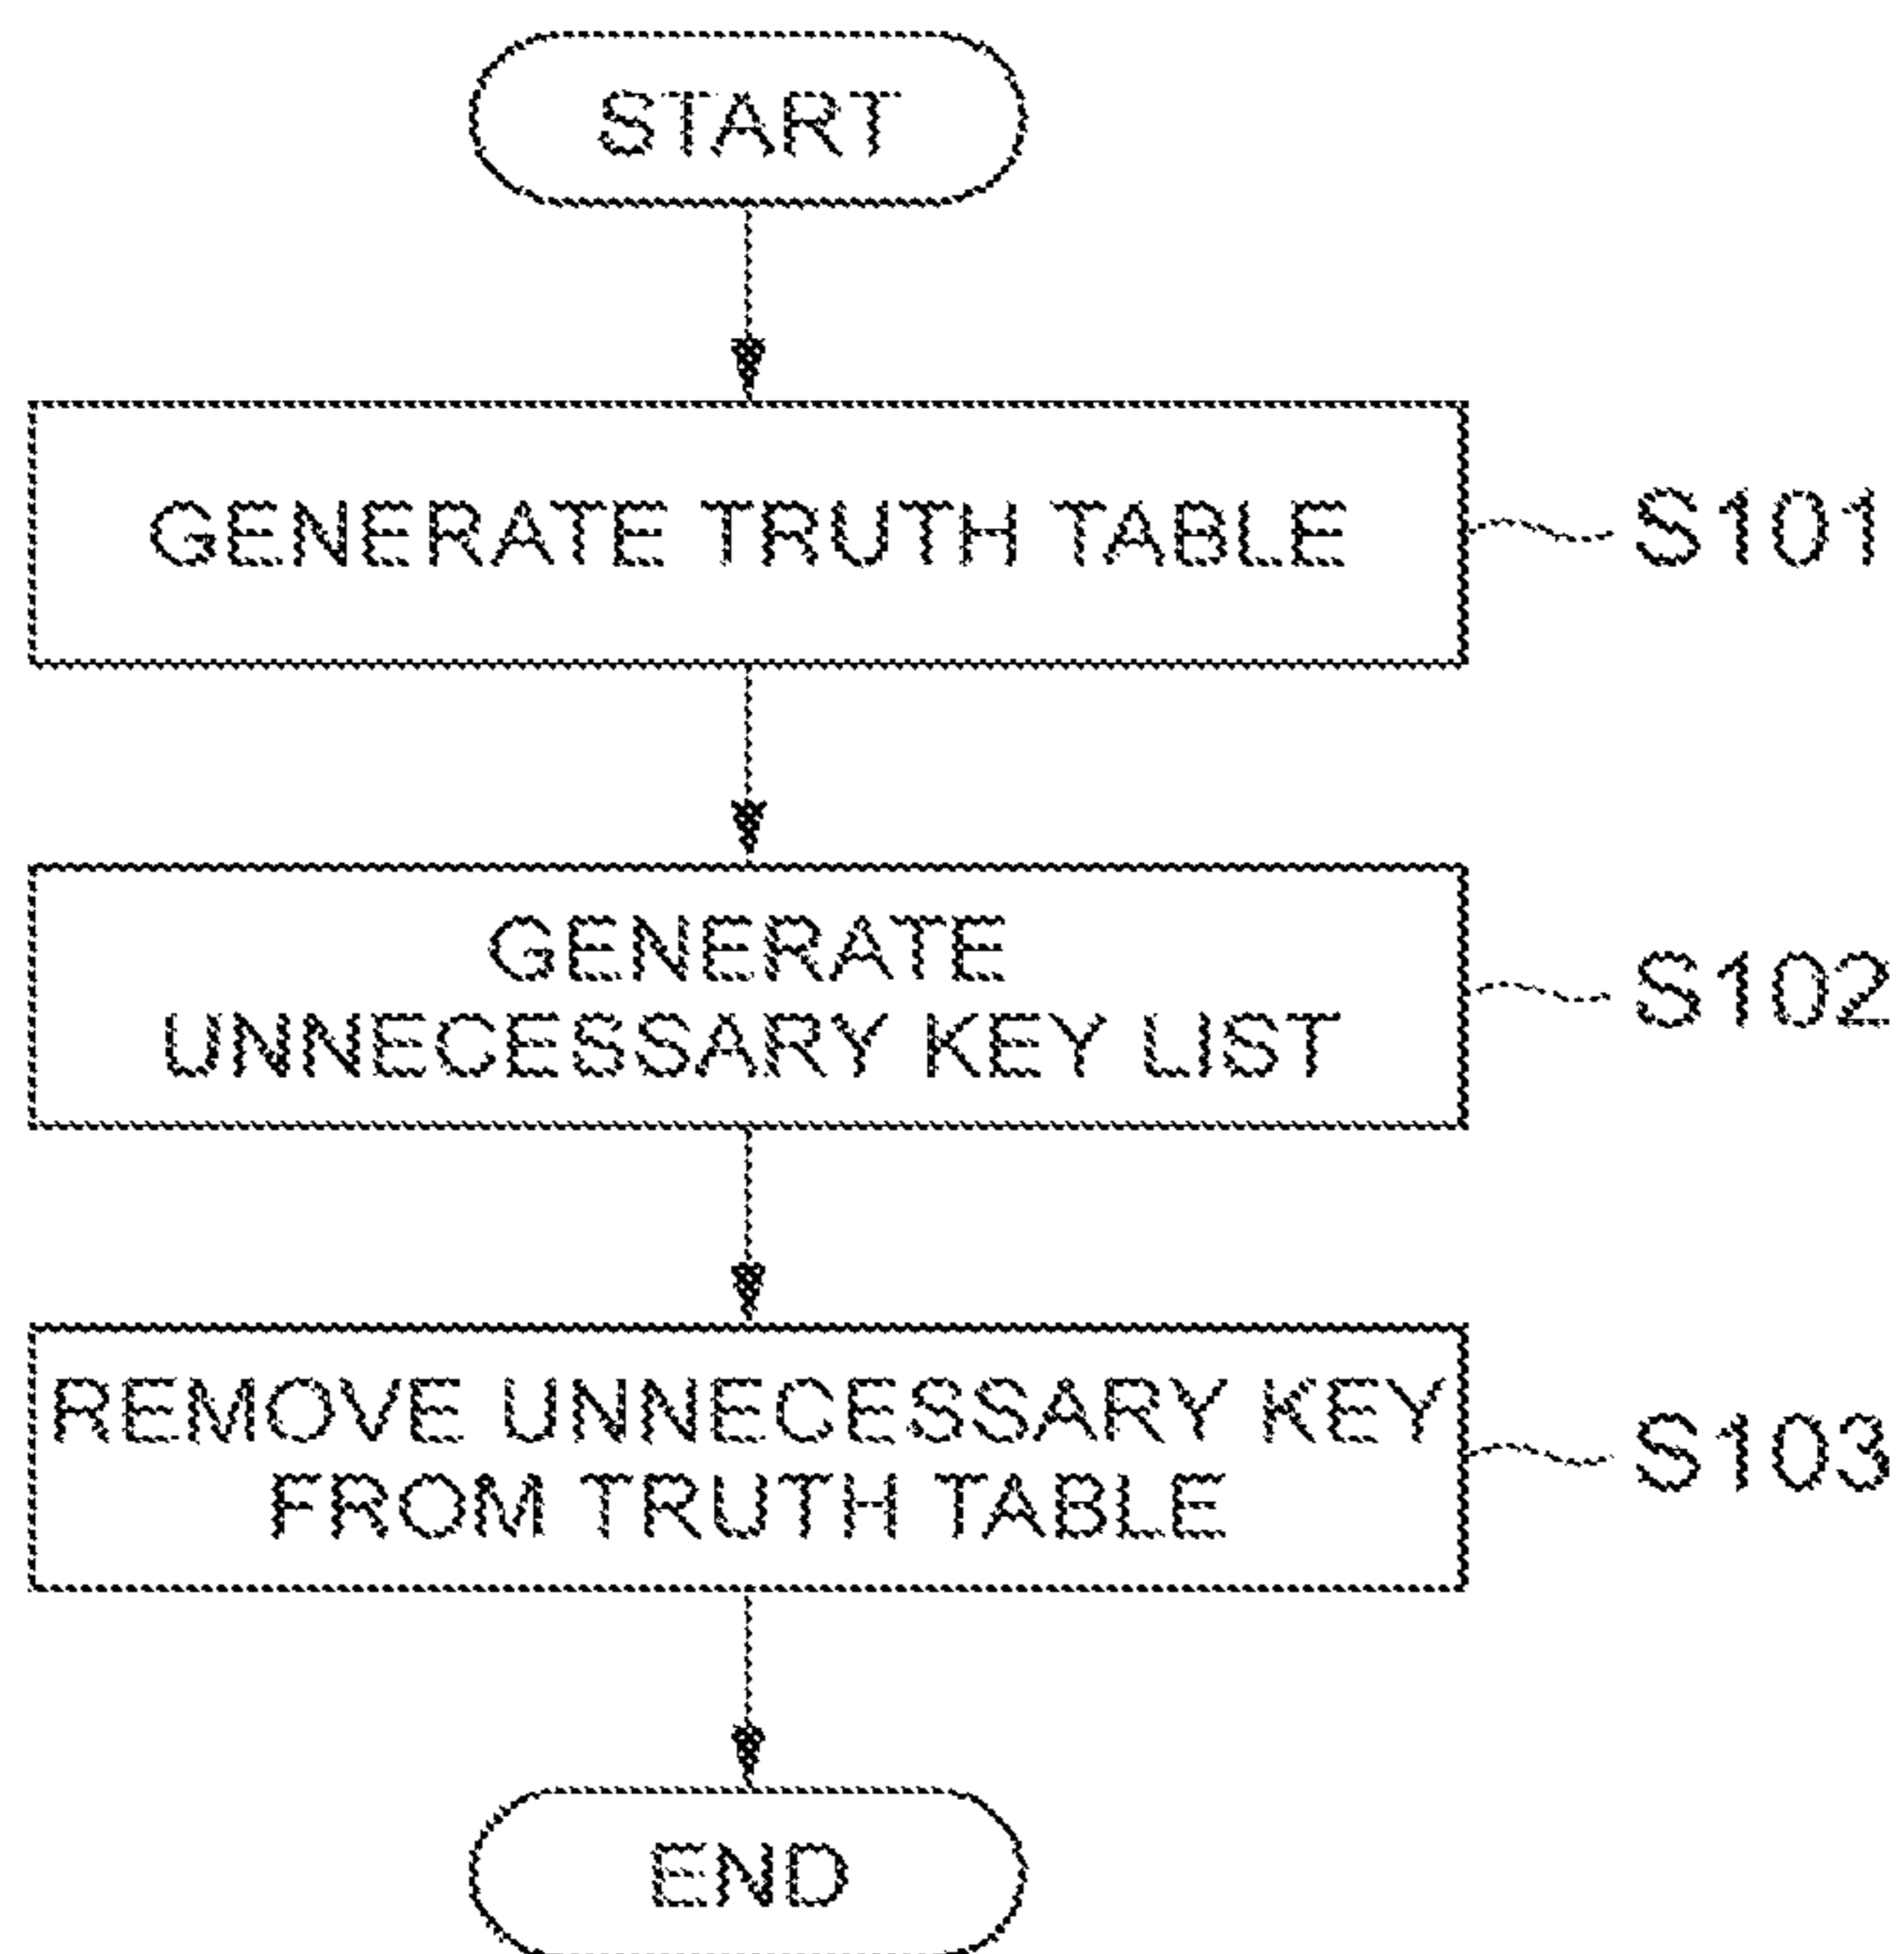 START
GENERATE TRUTH TABLE
S101
GENERATE
UNNECESSARY KEY LIST
S102
REMOVE UNNECESSARY KEY
FROM TRUTH TABLE
S103
END